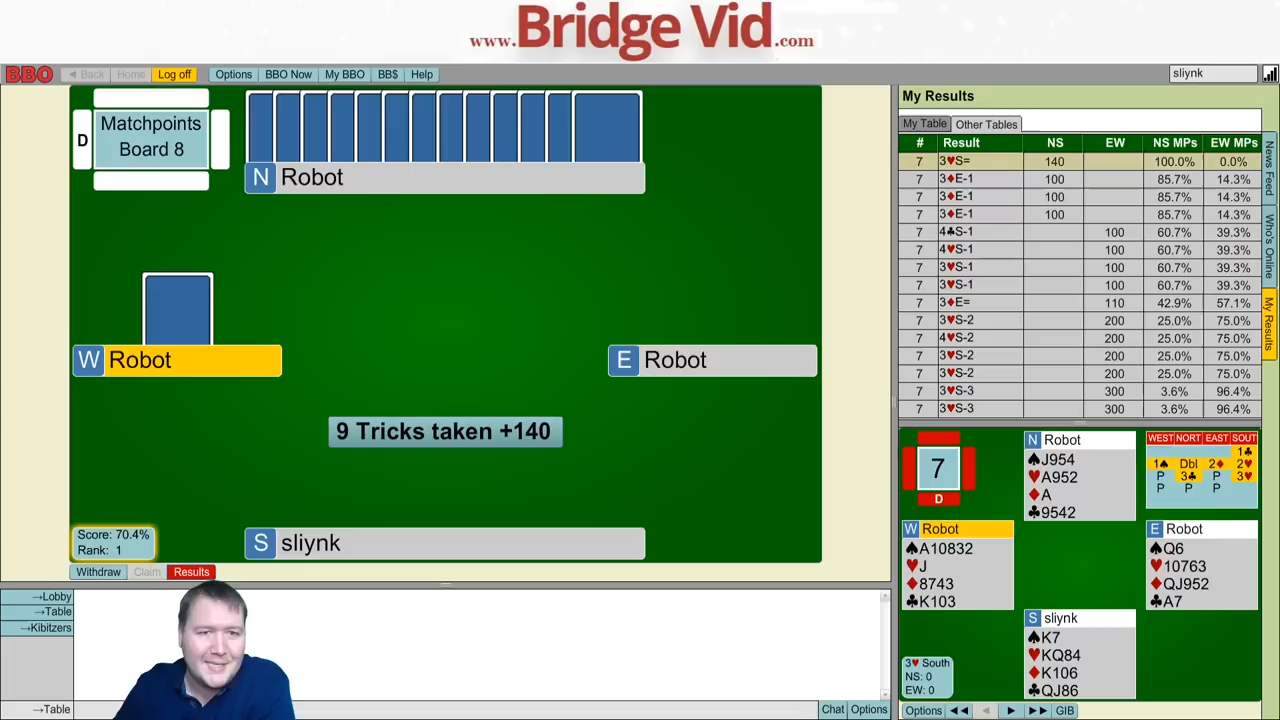 www.Bridge Vid.com
BBO ◄ Back Home Log off Options BBO Now My BBO BB$ Help sliynk
Matchpoints
Board 8
D
N Robot
W Robot
E Robot
9 Tricks taken +140
Score: 70.4%
Rank: 1
S sliynk
Withdraw Claim Results
→Lobby
→Table
→Kibitzers
→Table Chat Options
My Results
My Table Other Tables
# Result NS EW NS MPs EW MPs
7 3♥S= 140 100.0% 0.0%
7 3♦E-1 100 85.7% 14.3%
7 3♦E-1 100 85.7% 14.3%
7 3♦E-1 100 85.7% 14.3%
7 4♣S-1 100 60.7% 39.3%
7 4♥S-1 100 60.7% 39.3%
7 3♥S-1 100 60.7% 39.3%
7 3♥S-1 100 60.7% 39.3%
7 3♦E= 110 42.9% 57.1%
7 3♥S-2 200 25.0% 75.0%
7 4♥S-2 200 25.0% 75.0%
7 3♥S-2 200 25.0% 75.0%
7 3♥S-2 200 25.0% 75.0%
7 3♥S-3 300 3.6% 96.4%
7 3♥S-3 300 3.6% 96.4%
News Feed
Who's Online
My Results
7
D
N Robot
♠J954
♥A952
♦A
♣9542
WEST NORT EAST SOUT
1♣
1♠ Dbl 2♦ 2♥
P 3♣ P 3♥
P P P
W Robot
♠A10832
♥J
♦8743
♣K103
E Robot
♠Q6
♥10763
♦QJ952
♣A7
S sliynk
♠K7
♥KQ84
♦K106
♣QJ86
3♥ South
NS: 0
EW: 0
Options ◄◄ ◄ ► ►► GIB